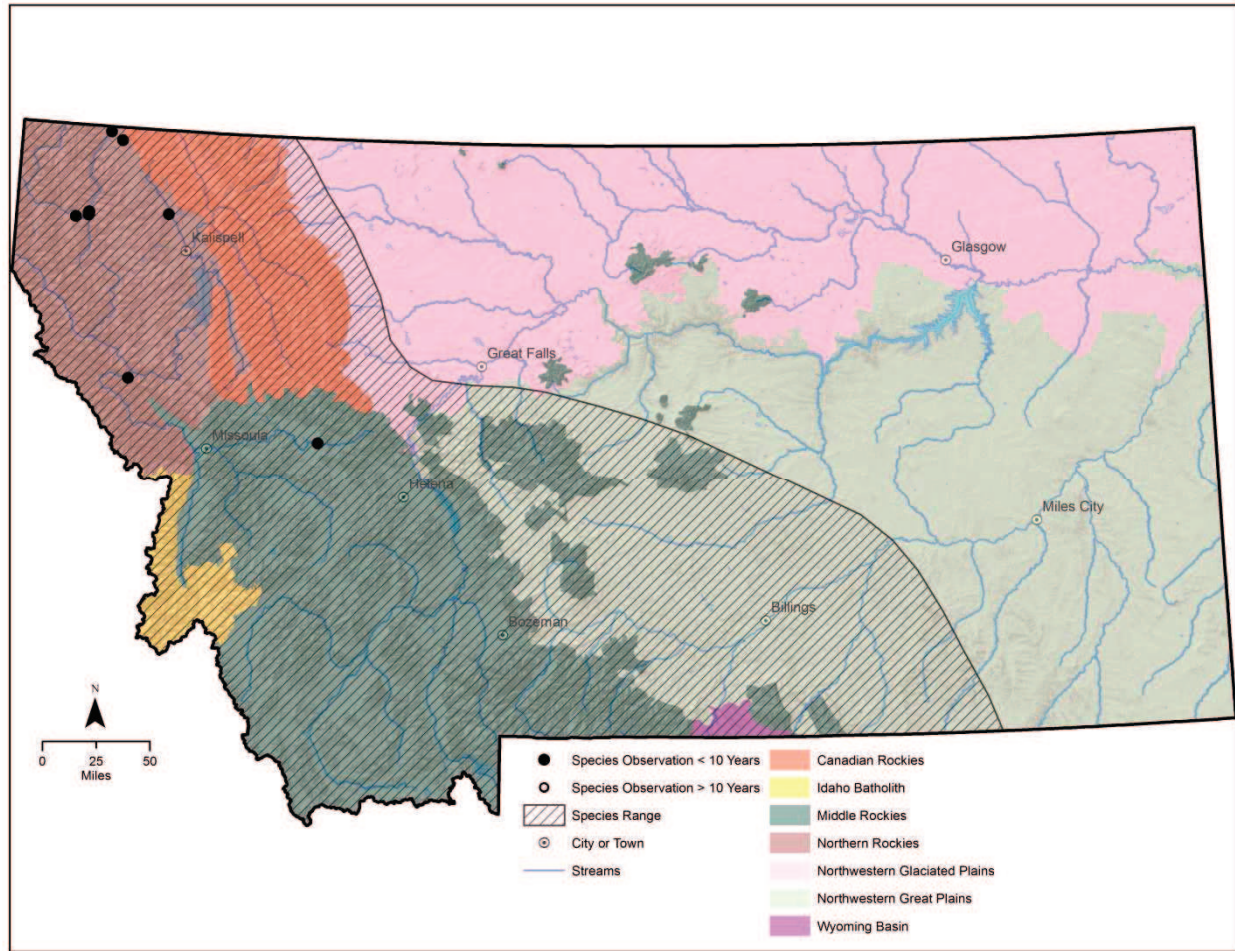 Kalispell
Glasgow
Great Falls
Missoula
Helena
Miles City
Billings
Bozeman
N
0 25 50
Miles
Species Observation < 10 Years
Species Observation > 10 Years
Species Range
City or Town
Streams
Canadian Rockies
Idaho Batholith
Middle Rockies
Northern Rockies
Northwestern Glaciated Plains
Northwestern Great Plains
Wyoming Basin